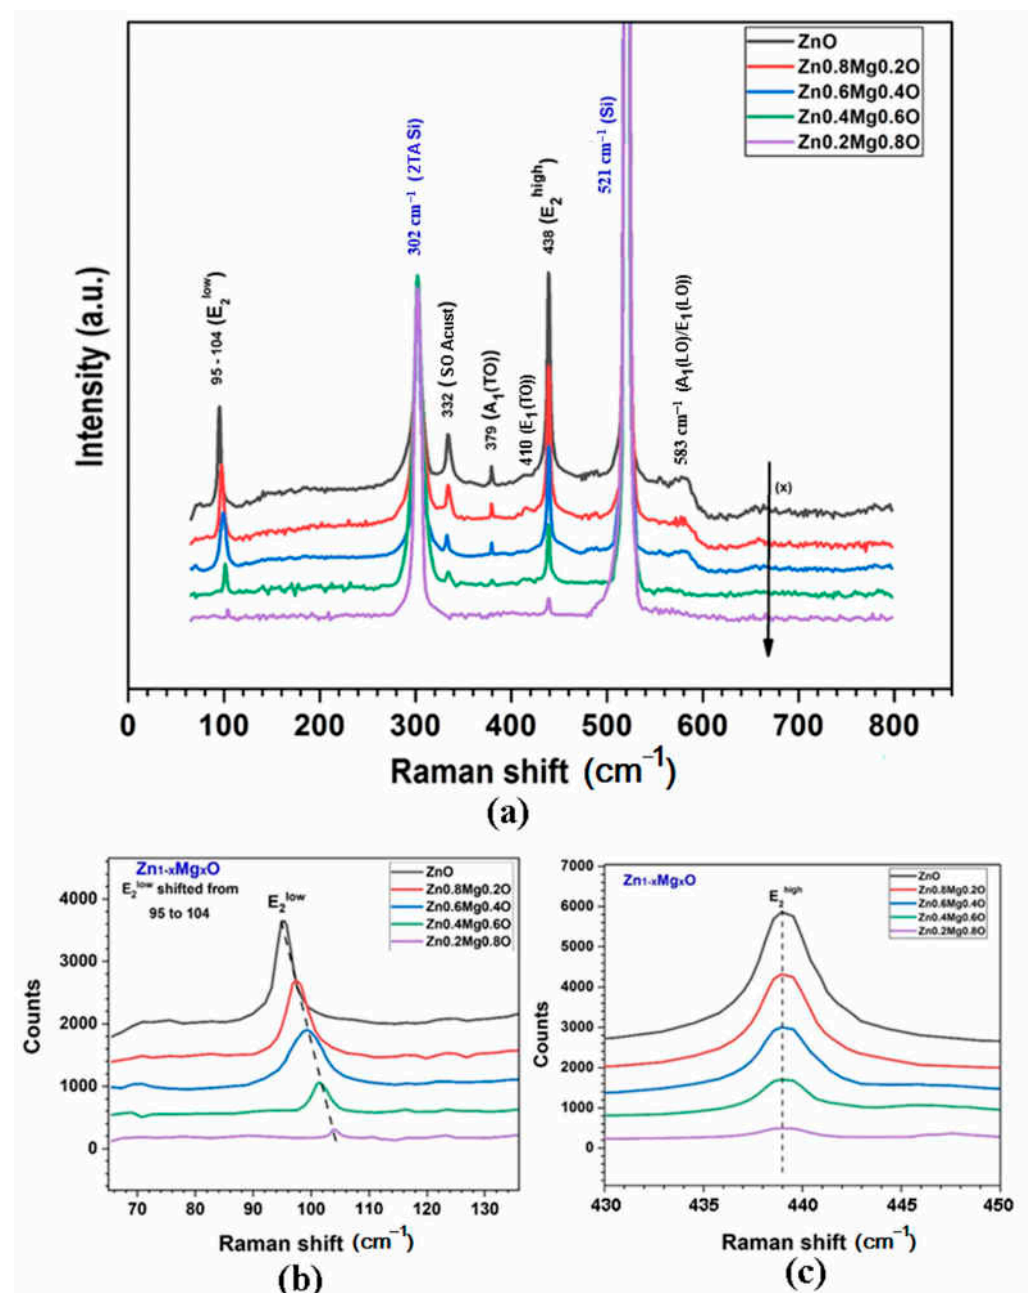 ZnO
Zn0.8Mg0.2O
Zn0.6Mg0.4O
Zn0.4Mg0.6O
Zn0.2Mg0.8O
95 - 104 (E₂ˡᵒʷ)
302 cm⁻¹ (2TA Si)
332 ( SO Acust)
379 (A₁(TO))
410 (E₁(TO))
438 (E₂ʰⁱᵍʰ)
521 cm⁻¹ (Si)
583 cm⁻¹ (A₁(LO)/E₁(LO))
(x)
Intensity (a.u.)
0 100 200 300 400 500 600 700 800
Raman shift (cm⁻¹)
(a)
Zn₁₋ₓMgₓO
E₂ˡᵒʷ shifted from
95 to 104
E₂ˡᵒʷ
ZnO
Zn0.8Mg0.2O
Zn0.6Mg0.4O
Zn0.4Mg0.6O
Zn0.2Mg0.8O
4000
3000
2000
1000
0
Counts
70 80 90 100 110 120 130
Raman shift (cm⁻¹)
(b)
Zn₁₋ₓMgₓO
E₂ʰⁱᵍʰ
ZnO
Zn0.8Mg0.2O
Zn0.6Mg0.4O
Zn0.4Mg0.6O
Zn0.2Mg0.8O
7000
6000
5000
4000
3000
2000
1000
0
Counts
430 435 440 445 450
Raman shift (cm⁻¹)
(c)